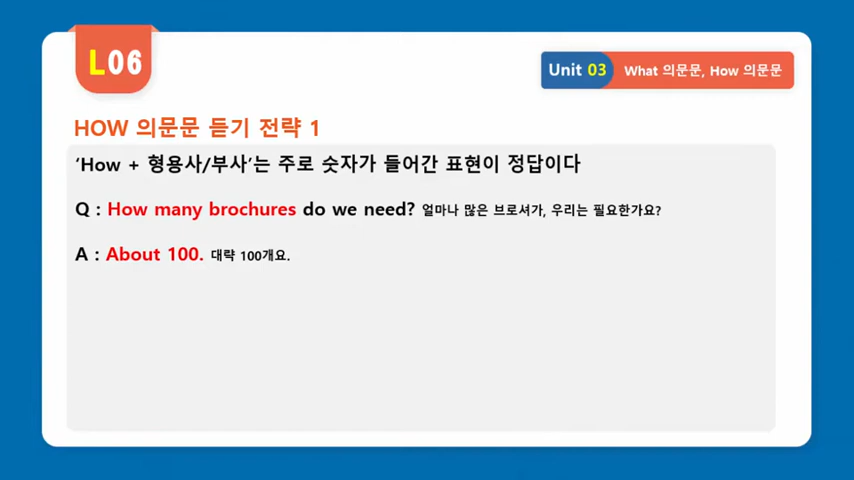 L06
Unit 03 What 의문문, How 의문문
HOW 의문문 듣기 전략 1
‘How + 형용사/부사’는 주로 숫자가 들어간 표현이 정답이다
Q : How many brochures do we need? 얼마나 많은 브로셔가, 우리는 필요한가요?
A : About 100. 대략 100개요.